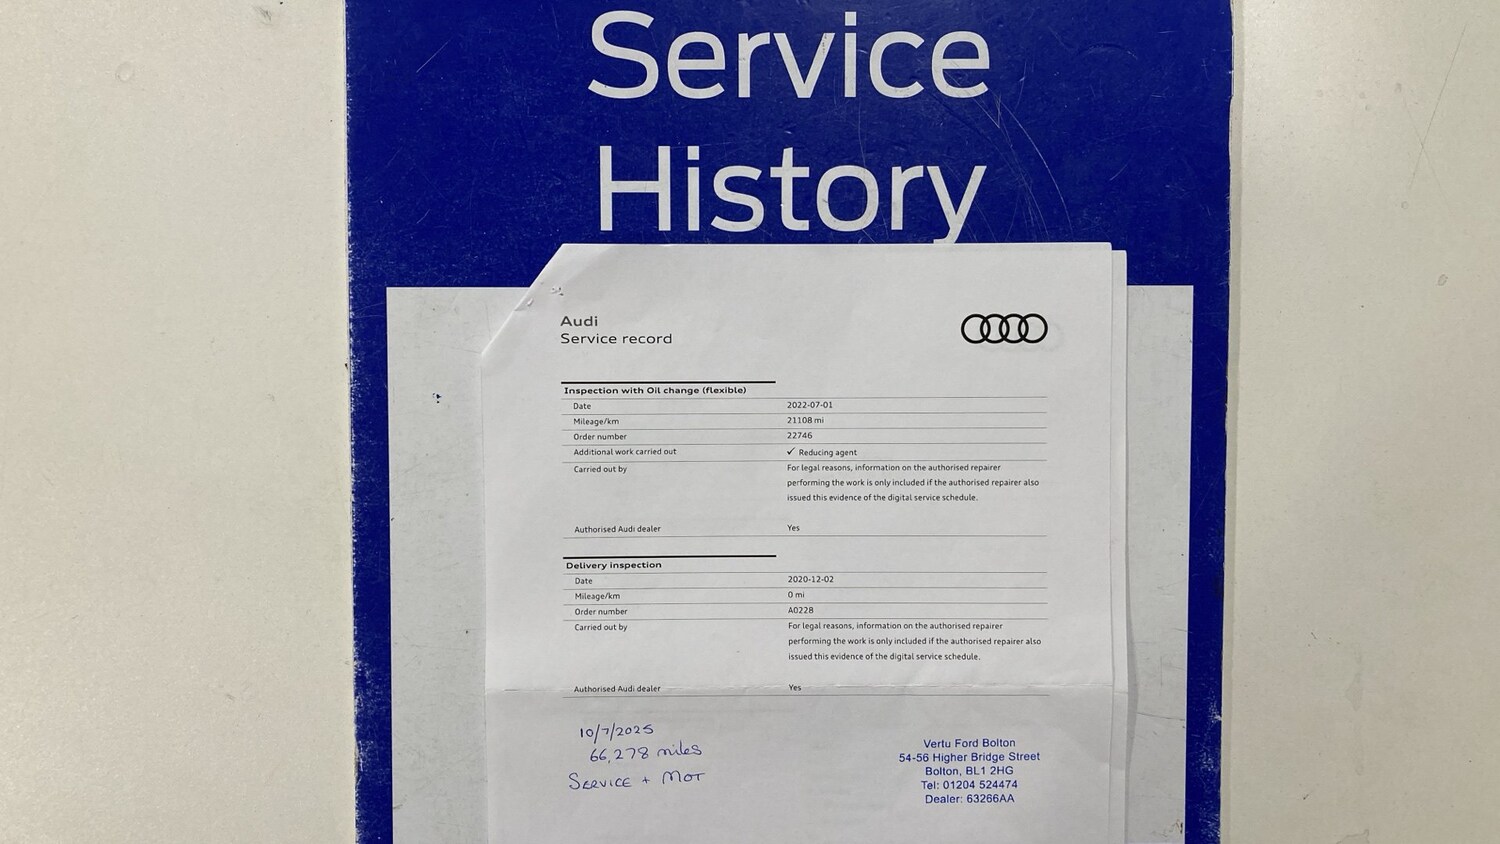 Service
History
Audi
Service record
Inspection with Oil change (flexible)
Date 2022-07-01
Mileage/km 21108 mi
Order number 22746
Additional work carried out ✓ Reducing agent
Carried out by For legal reasons, information on the authorised repairer
performing the work is only included if the authorised repairer also
issued this evidence of the digital service schedule.
Authorised Audi dealer Yes
Delivery inspection
Date 2020-12-02
Mileage/km 0 mi
Order number A0228
Carried out by For legal reasons, information on the authorised repairer
performing the work is only included if the authorised repairer also
issued this evidence of the digital service schedule.
Authorised Audi dealer Yes
10/7/2025
66,278 miles
SERVICE + MOT
Vertu Ford Bolton
54-56 Higher Bridge Street
Bolton, BL1 2HG
Tel: 01204 524474
Dealer: 63266AA